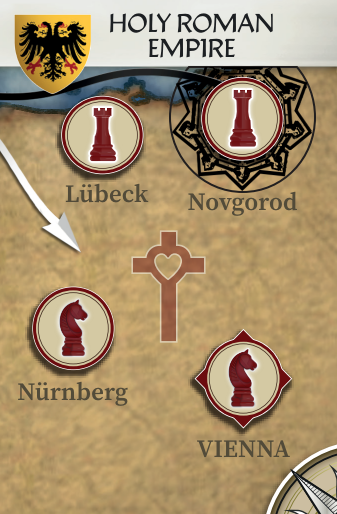 HOLY ROMAN
EMPIRE
Lübeck
Novgorod
Nürnberg
VIENNA